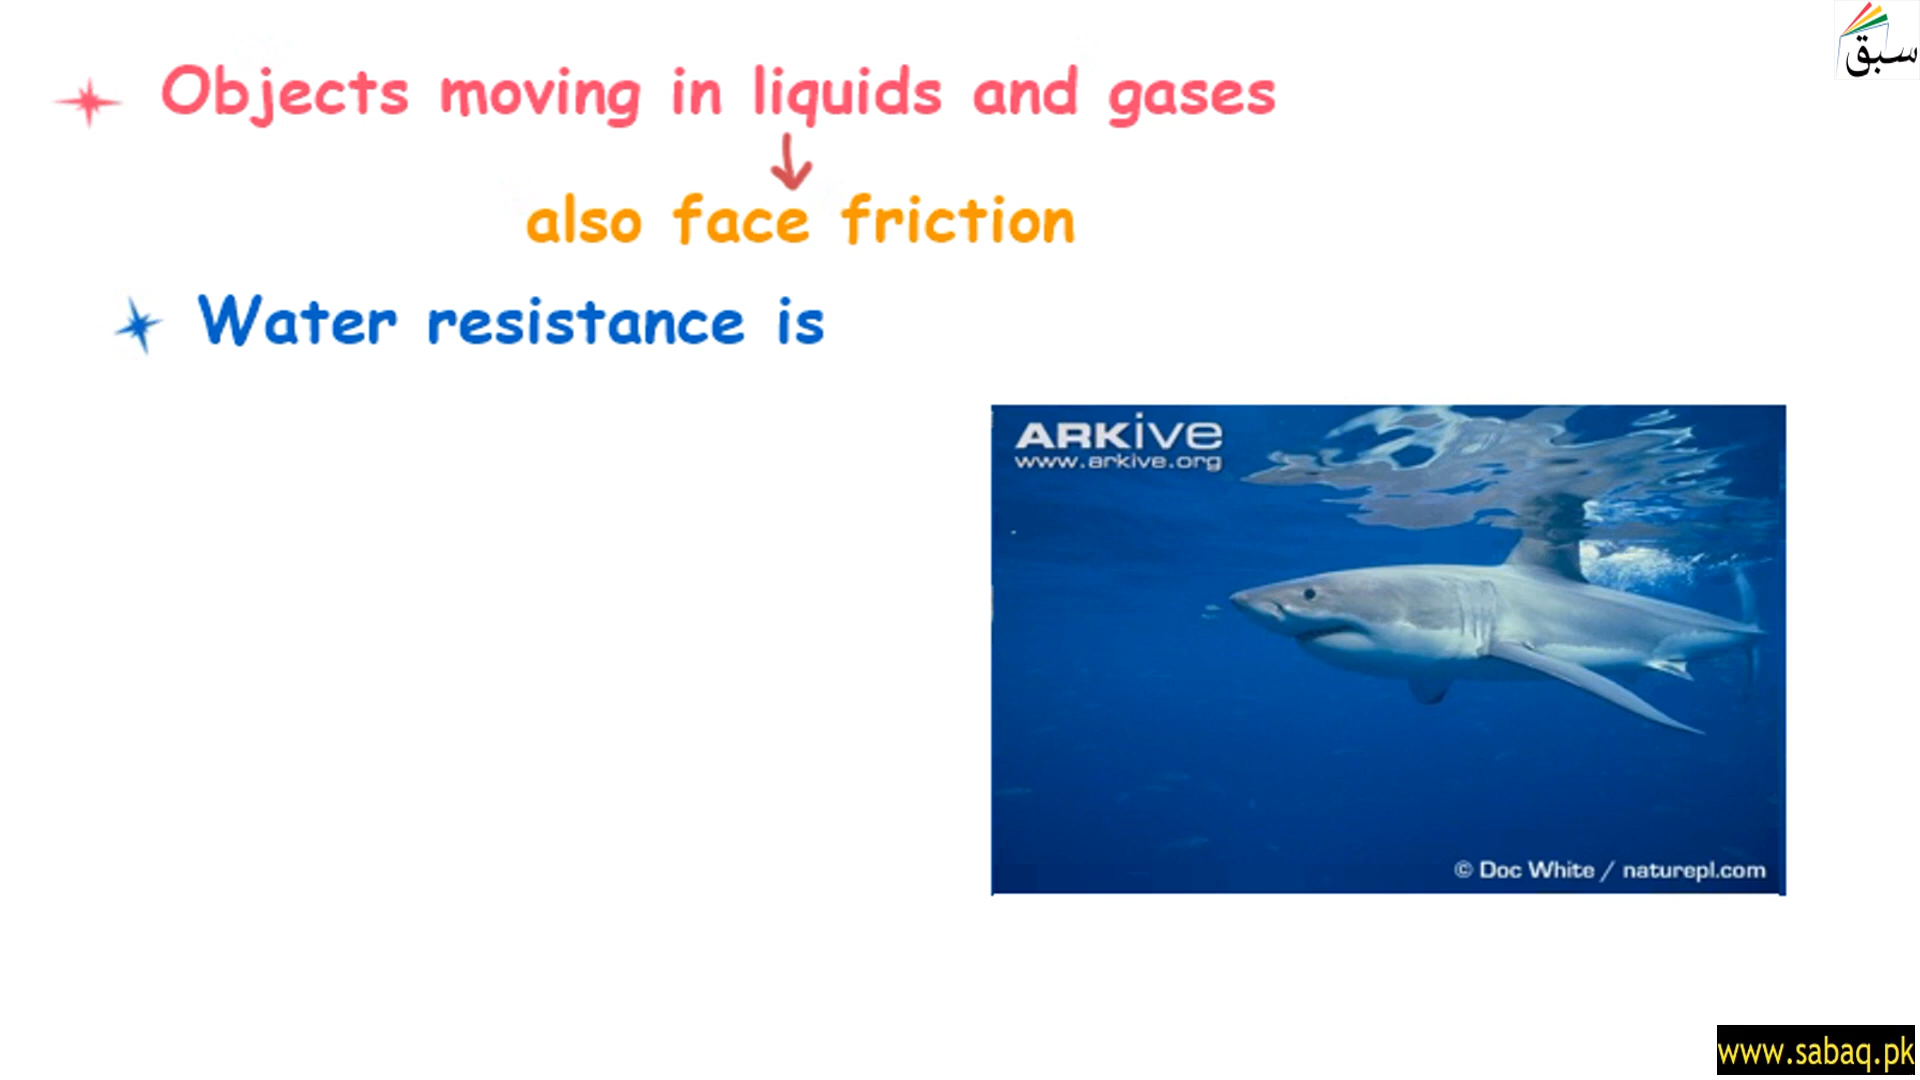 سبق
Objects moving in liquids and gases
also face friction
Water resistance is
ARKive
www.arkive.org
© Doc White / naturepl.com
www.sabaq.pk